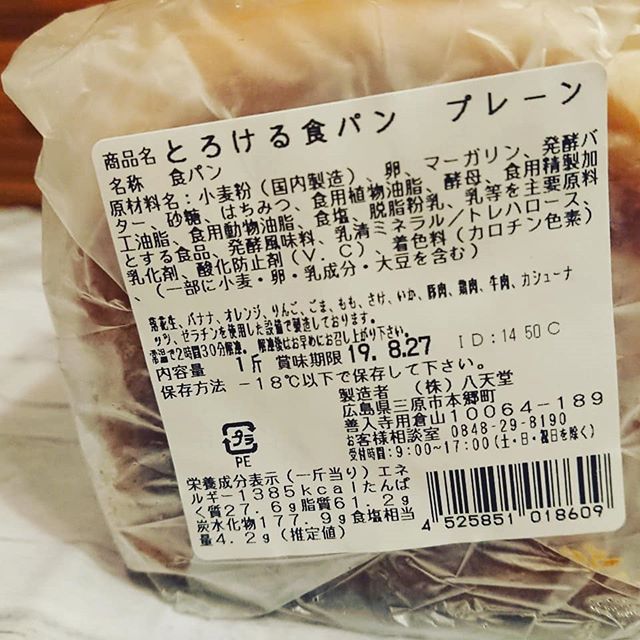 商品名 とろける食パン プレーン
名称 食パン
原材料名:小麦粉(国内製造)、卵、マーガリン、発酵バ
ター、砂糖、はちみつ、食用植物油脂、酵母、食用精製加
工油脂、食用動物油脂、食塩、脱脂粉乳、乳等を主要原料
とする食品、発酵風味料、乳清ミネラル/トレハロース、
乳化剤、酸化防止剤(V.C)、着色料(カロチン色素)
、(一部に小麦・卵・乳成分・大豆を含む)
落花生、バナナ、オレンジ、りんご、ごま、もも、さけ、いか、豚肉、鶏肉、牛肉、カシューナ
ッツ、ゼラチンを使用した設備で製造しております。
常温で2時間30分解凍。 解凍後はお早めにお召し上がり下さい。
内容量 1斤 賞味期限 19.8.27 ID:1450C
保存方法 -18℃以下で保存して下さい。
製造者 (株)八天堂
広島県三原市本郷町
善入寺用倉山10064-189
お客様相談室 0848-29-8190
受付時間:9:00~17:00(土・日・祝日を除く)
プラ
PE
栄養成分表示(一斤当り)エネ
ルギー1385kcalたんぱ
く質27.6g脂質61.2g
炭水化物177.9g食塩相当
量4.2g(推定値)
4 525851 018609